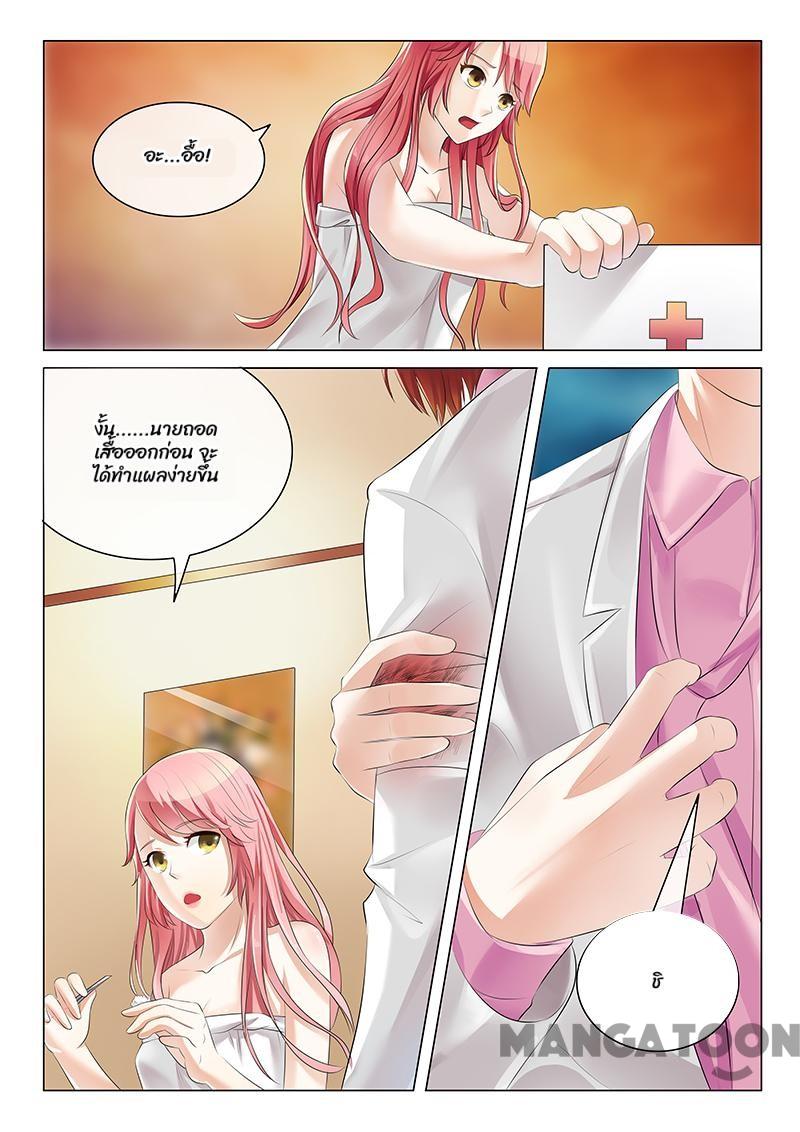 อะ...อื้อ!
งั้น......นายถอด
เสื้อออกก่อน จะ
ได้ทำแผลง่ายขึ้น
ชิ
MANGATOON